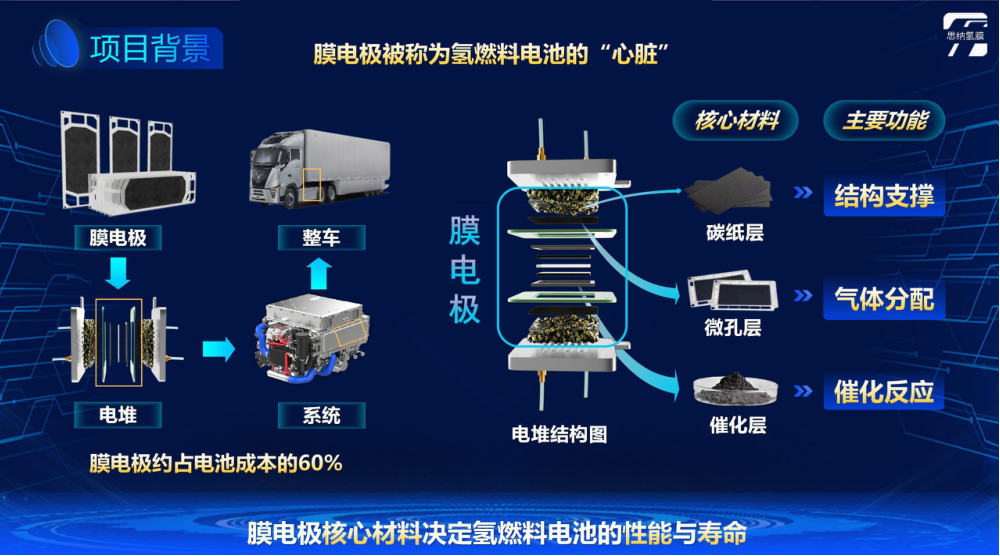 项目背景
膜电极被称为氢燃料电池的“心脏”
思纳氢膜
核心材料
主要功能
膜电极
整车
膜电极
碳纸层
结构支撑
微孔层
气体分配
电堆
系统
电堆结构图
催化层
催化反应
膜电极约占电池成本的60%
膜电极核心材料决定氢燃料电池的性能与寿命